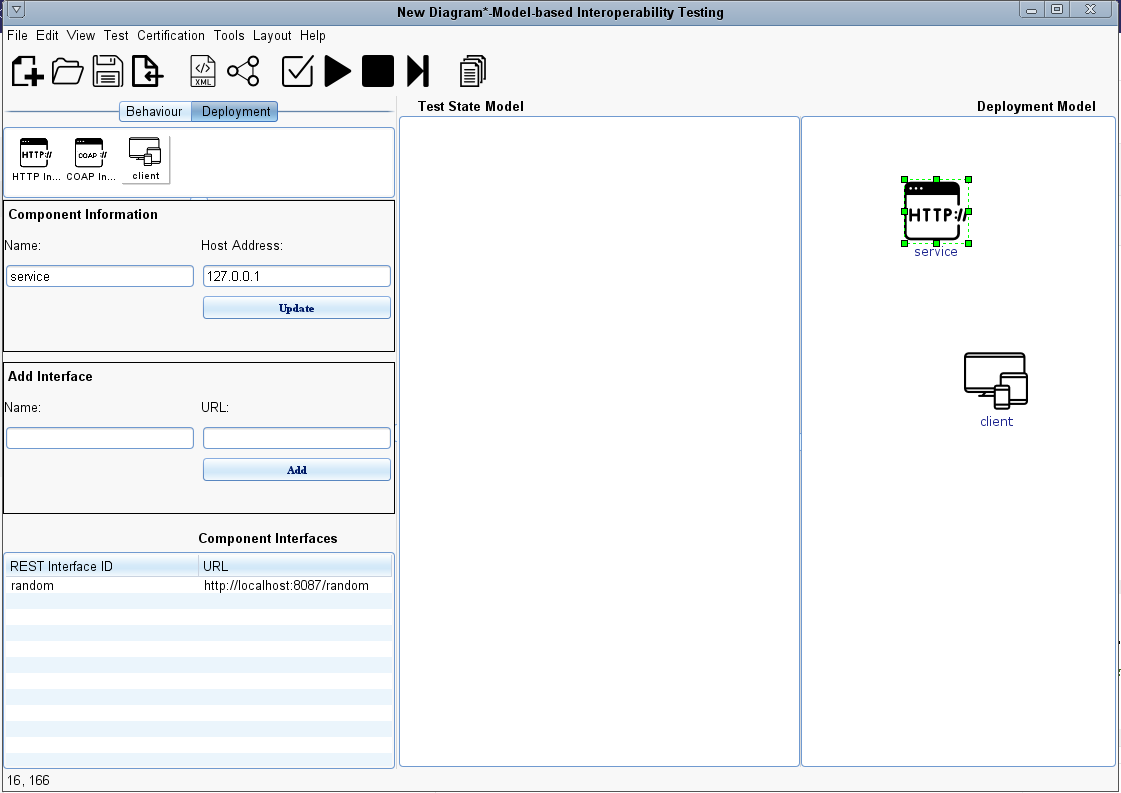 New Diagram*-Model-based Interoperability Testing
File Edit View Test Certification Tools Layout Help
</>
XML
Behaviour Deployment
HTTP:// COAP ://
HTTP In... COAP In... client
Component Information
Name: Host Address:
service 127.0.0.1
Update
Add Interface
Name: URL:
Add
Component Interfaces
REST Interface ID URL
random http://localhost:8087/random
Test State Model
Deployment Model
HTTP://
service
client
16, 166